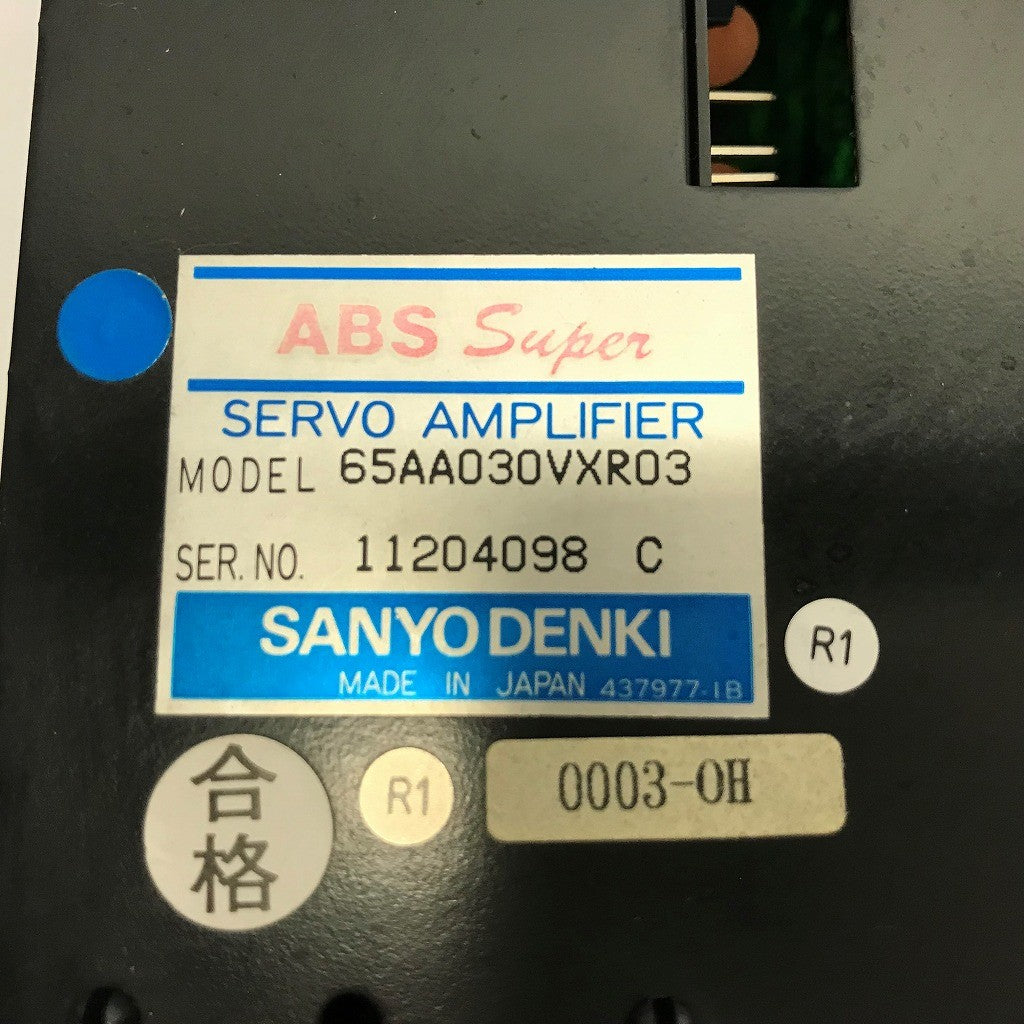 ABS Super
SERVO AMPLIFIER
MODEL 65AA030VXR03
SER. NO. 11204098 C
SANYO DENKI
MADE IN JAPAN 437977-1B
R1
合格
R1
0003-OH